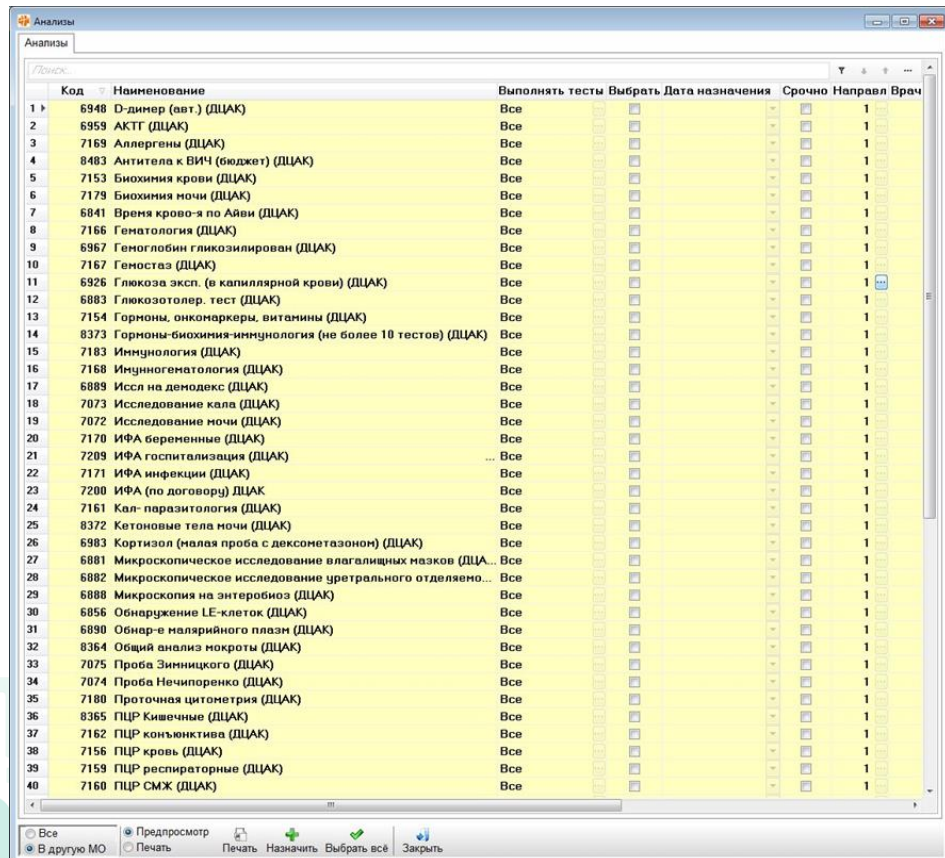 Анализы
Анализы
Поиск...
Код Наименование Выполнять тесты Выбрать Дата назначения Срочно Направл Врач
1 6948 D-димер (авт.) (ДЦАК) Все 1
2 6959 АКТГ (ДЦАК) Все 1
3 7169 Аллергены (ДЦАК) Все 1
4 8483 Антитела к ВИЧ (бюджет) (ДЦАК) Все 1
5 7153 Биохимия крови (ДЦАК) Все 1
6 7179 Биохимия мочи (ДЦАК) Все 1
7 6841 Время крово-я по Айви (ДЦАК) Все 1
8 7166 Гематология (ДЦАК) Все 1
9 6967 Гемоглобин гликозилирован (ДЦАК) Все 1
10 7167 Гемостаз (ДЦАК) Все 1
11 6926 Глюкоза эксп. (в капиллярной крови) (ДЦАК) Все 1 ...
12 6883 Глюкозотолер. тест (ДЦАК) Все 1
13 7154 Гормоны, онкомаркеры, витамины (ДЦАК) Все 1
14 8373 Гормоны-биохимия-иммунология (не более 10 тестов) (ДЦАК) Все 1
15 7183 Иммунология (ДЦАК) Все 1
16 7168 Имунногематология (ДЦАК) Все 1
17 6889 Иссл на демодекс (ДЦАК) Все 1
18 7073 Исследование кала (ДЦАК) Все 1
19 7072 Исследование мочи (ДЦАК) Все 1
20 7170 ИФА беременные (ДЦАК) Все 1
21 7209 ИФА госпитализация (ДЦАК) ... Все 1
22 7171 ИФА инфекции (ДЦАК) Все 1
23 7200 ИФА (по договору) ДЦАК Все 1
24 7161 Кал- паразитология (ДЦАК) Все 1
25 8372 Кетоновые тела мочи (ДЦАК) Все 1
26 6983 Кортизол (малая проба с дексометазоном) (ДЦАК) Все 1
27 6881 Микроскопическое исследование влагалищных мазков (ДЦА... Все 1
28 6882 Микроскопическое исследование уретрального отделяемо... Все 1
29 6888 Микроскопия на энтеробиоз (ДЦАК) Все 1
30 6856 Обнаружение LE-клеток (ДЦАК) Все 1
31 6890 Обнар-е малярийного плазм (ДЦАК) Все 1
32 8364 Общий анализ мокроты (ДЦАК) Все 1
33 7075 Проба Зимницкого (ДЦАК) Все 1
34 7074 Проба Нечипоренко (ДЦАК) Все 1
35 7180 Проточная цитометрия (ДЦАК) Все 1
36 8365 ПЦР Кишечные (ДЦАК) Все 1
37 7162 ПЦР конъюнктива (ДЦАК) Все 1
38 7156 ПЦР кровь (ДЦАК) Все 1
39 7159 ПЦР респираторные (ДЦАК) Все 1
40 7160 ПЦР СМЖ (ДЦАК) Все 1
Все Предпросмотр
В другую МО Печать Печать Назначить Выбрать всё Закрыть